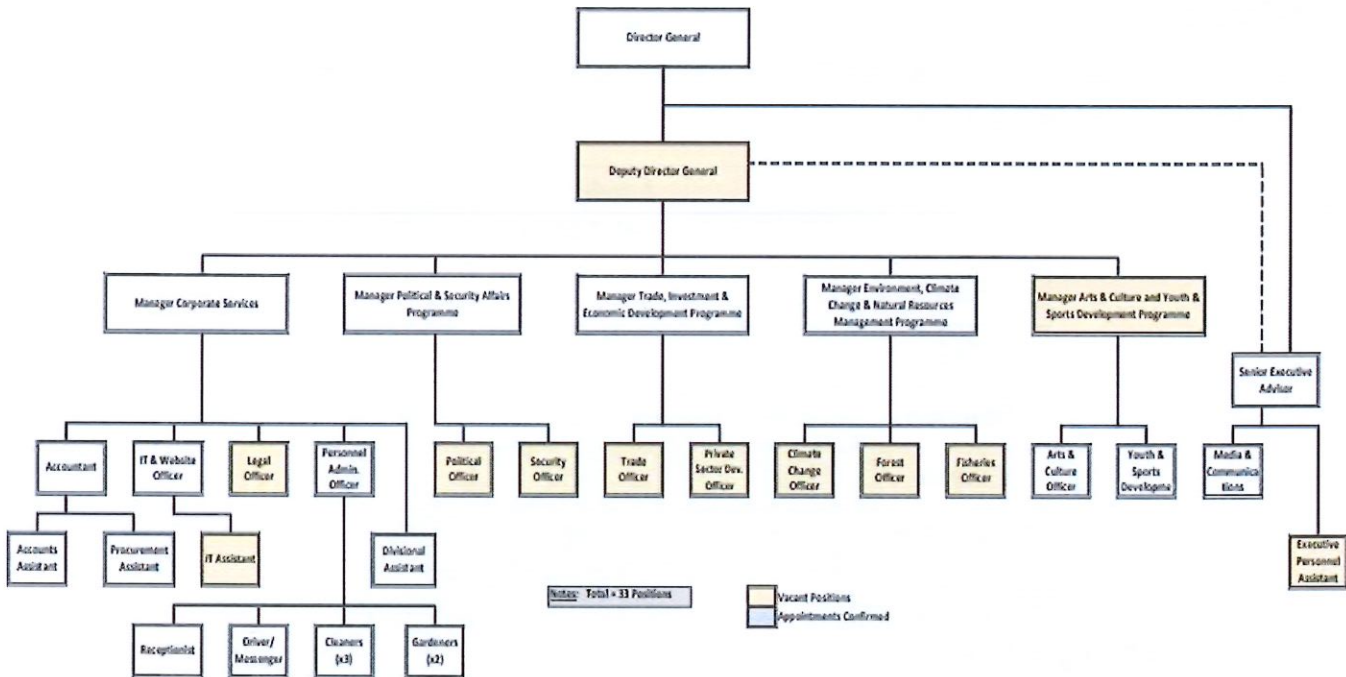 Director General
Deputy Director General
Manager Corporate Services
Manager Political & Security Affairs
Programme
Manager Trade, Investment &
Economic Development Programme
Manager Environment, Climate
Change & Natural Resources
Management Programme
Manager Arts & Culture and Youth &
Sports Development Programme
Senior Executive
Advisor
Accountant
IT & Website
Officer
Legal
Officer
Personnel
Admin.
Officer
Political
Officer
Security
Officer
Trade
Officer
Private
Sector Dev.
Officer
Climate
Change
Officer
Forest
Officer
Fisheries
Officer
Arts &
Culture
Officer
Youth &
Sports
Developme
Media &
Communica
tions
Accounts
Assistant
Procurement
Assistant
IT Assistant
Divisional
Assistant
Executive
Personnel
Assistant
Notes: Total = 33 Positions
Vacant Positions
Appointments Confirmed
Receptionist
Driver/
Messenger
Cleaners
(x3)
Gardeners
(x2)